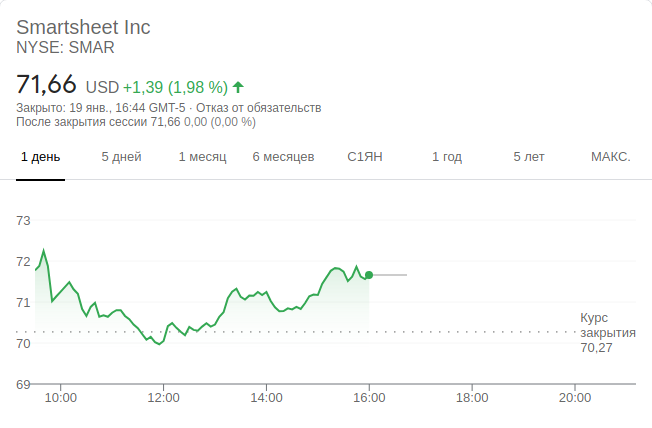 Smartsheet Inc
NYSE: SMAR
71,66 USD +1,39 (1,98 %)
Закрыто: 19 янв., 16:44 GMT-5 · Отказ от обязательств
После закрытия сессии 71,66 0,00 (0,00 %)
1 день 5 дней 1 месяц 6 месяцев С1ЯН 1 год 5 лет МАКС.
73
72
71
70
69
Курс
закрытия
70,27
10:00 12:00 14:00 16:00 18:00 20:00